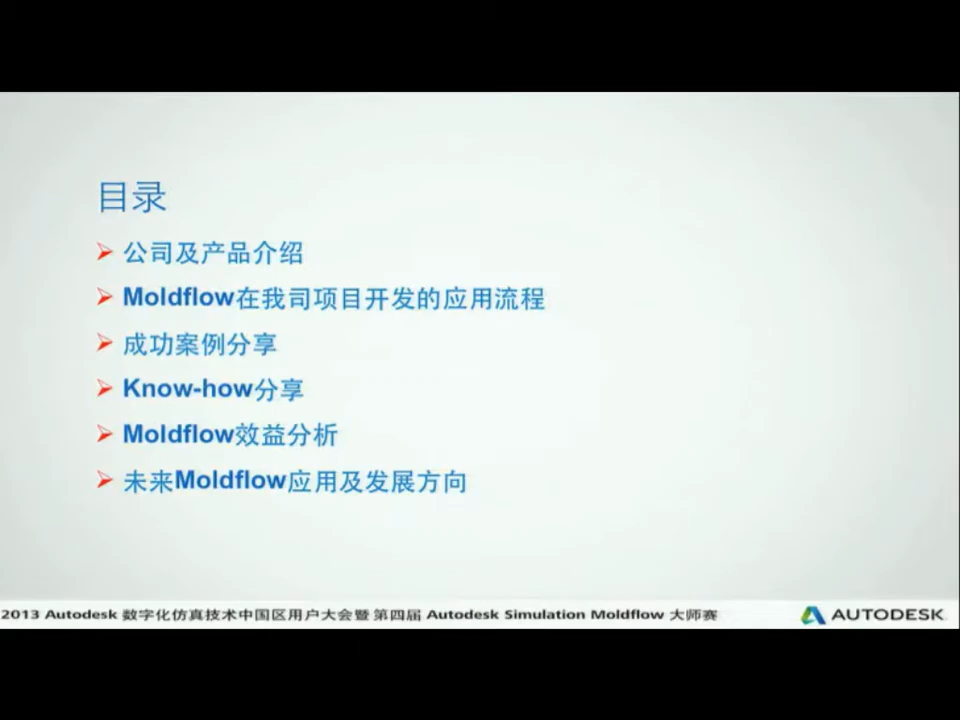 目录
公司及产品介绍
Moldflow在我司项目开发的应用流程
成功案例分享
Know-how分享
Moldflow效益分析
未来Moldflow应用及发展方向
2013 Autodesk 数字化仿真技术中国区用户大会暨 第四届 Autodesk Simulation Moldflow 大师赛
AUTODESK